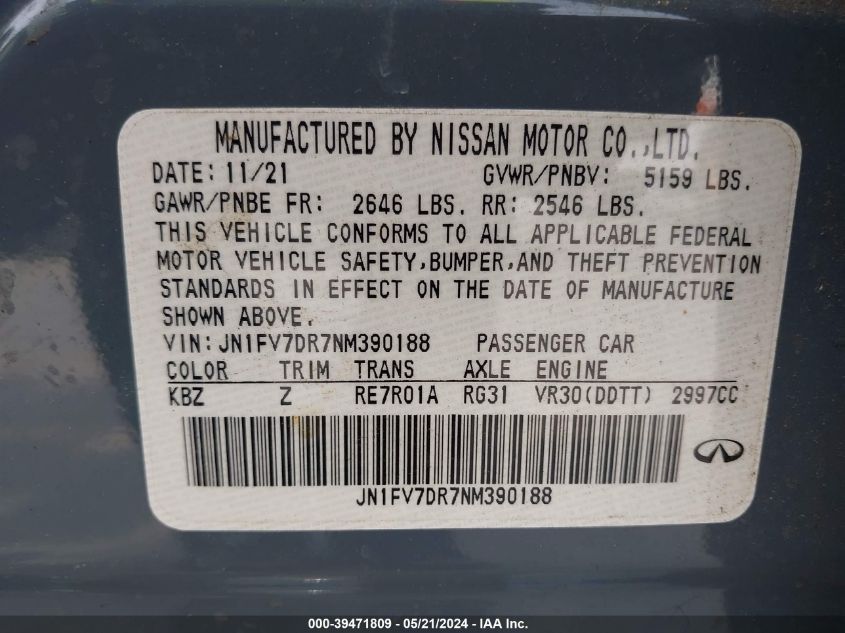 MANUFACTURED BY NISSAN MOTOR CO.,LTD.
DATE: 11/21 GVWR/PNBV: 5159 LBS.
GAWR/PNBE FR: 2646 LBS. RR: 2546 LBS.
THIS VEHICLE CONFORMS TO ALL APPLICABLE FEDERAL
MOTOR VEHICLE SAFETY,BUMPER,AND THEFT PREVENTION
STANDARDS IN EFFECT ON THE DATE OF MANUFACTURE
SHOWN ABOVE.
VIN:JN1FV7DR7NM390188 PASSENGER CAR
COLOR TRIM TRANS AXLE ENGINE
KBZ Z RE7R01A RG31 VR30(DDTT) 2997CC
JN1FV7DR7NM390188
000-39471809 - 05/21/2024 - IAA Inc.